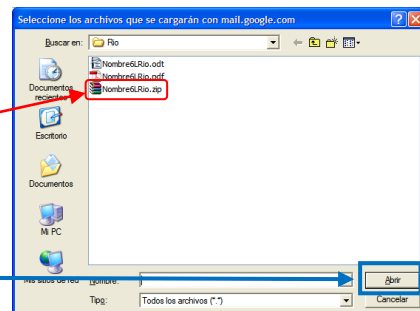 Seleccione los archivos que se cargarán con mail.google.com
Buscar en: Rio
Nombre6LRio.odt
Nombre6LRio.pdf
Nombre6LRio.zip
Documentos
recientes
Escritorio
Documentos
Mi PC
Mis sitios de red
Nombre:
Abrir
Tipo: Todos los archivos (*.*)
Cancelar